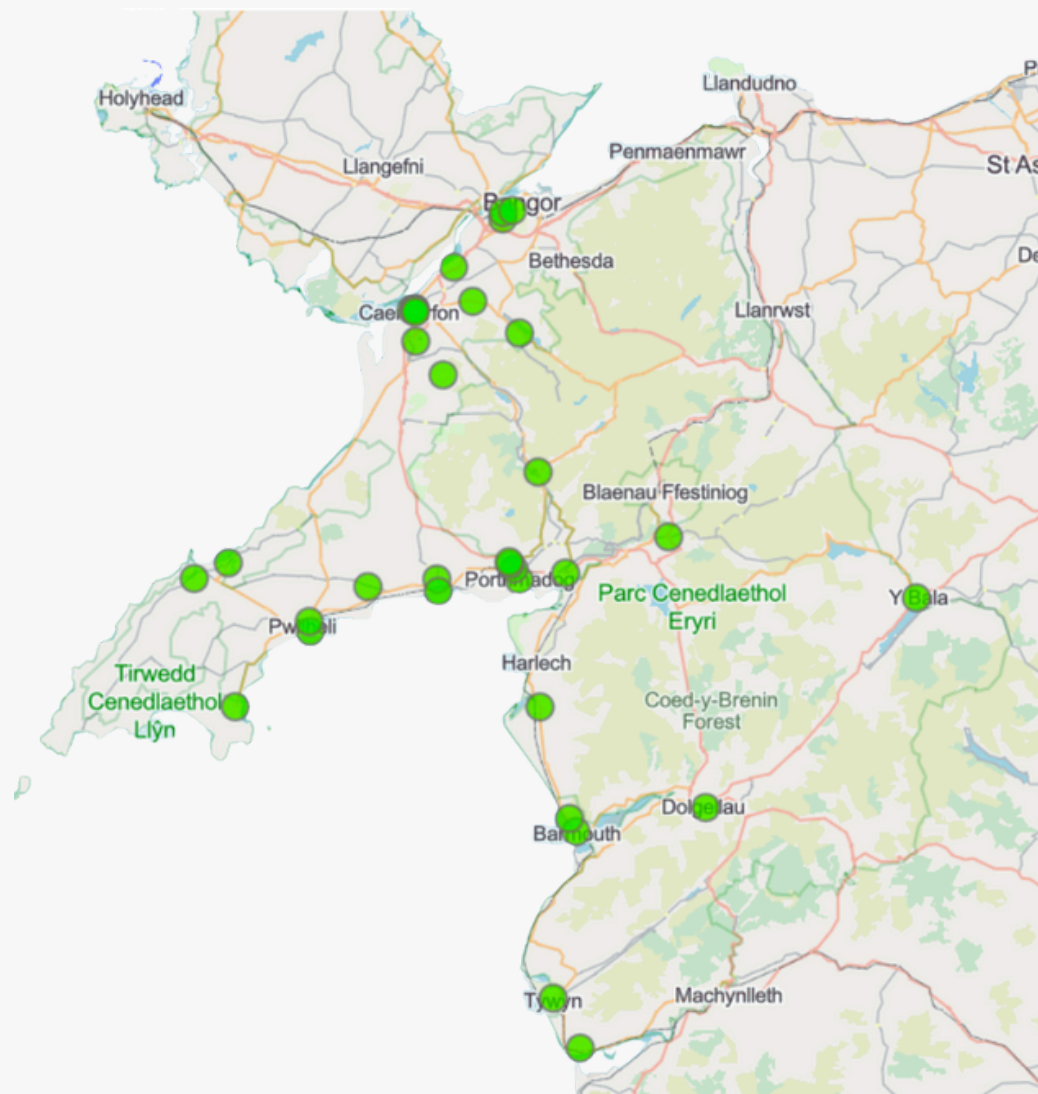 Llandudno
P
Holyhead
Penmaenmawr
Llangefni
St As
Bangor
Bethesda
De
Caernarfon
Llanrwst
Blaenau Ffestiniog
Porthmadog
Parc Cenedlaethol
Eryri
Y Bala
Pwllheli
Harlech
Tirwedd
Cenedlaethol
Llŷn
Coed-y-Brenin
Forest
Dolgellau
Barmouth
Machynlleth
Tywyn